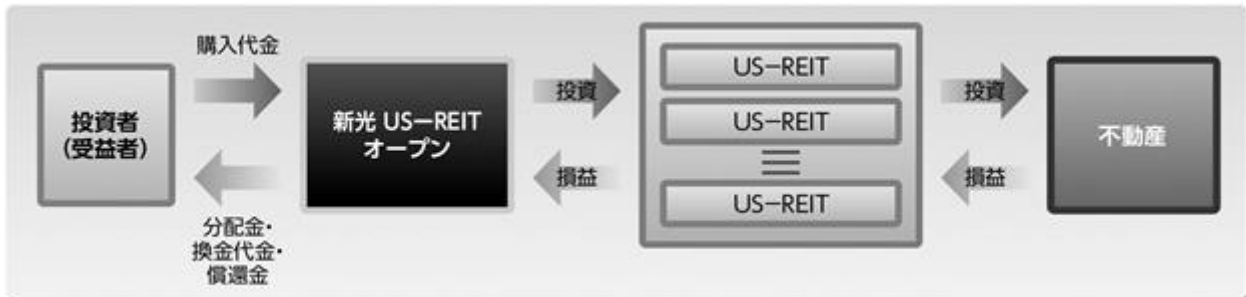 購入代金
投資者
(受益者)
分配金・
換金代金・
償還金
新光 US-REIT
オープン
投資
損益
US-REIT
US-REIT
US-REIT
投資
損益
不動産